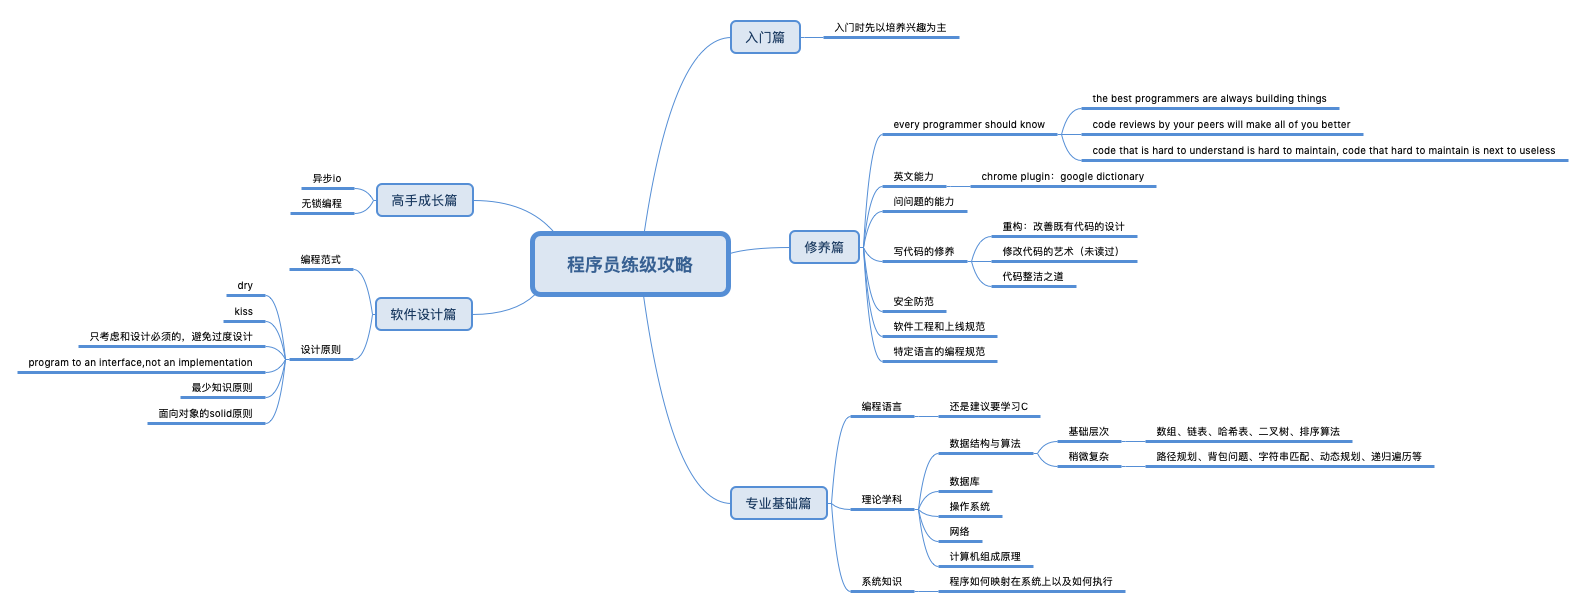 程序员练级攻略
入门篇
入门时先以培养兴趣为主
修养篇
every programmer should know
the best programmers are always building things
code reviews by your peers will make all of you better
code that is hard to understand is hard to maintain, code that hard to maintain is next to useless
英文能力
chrome plugin：google dictionary
问问题的能力
写代码的修养
重构：改善既有代码的设计
修改代码的艺术（未读过）
代码整洁之道
安全防范
软件工程和上线规范
特定语言的编程规范
专业基础篇
编程语言
还是建议要学习C
理论学科
数据结构与算法
基础层次
数组、链表、哈希表、二叉树、排序算法
稍微复杂
路径规划、背包问题、字符串匹配、动态规划、递归遍历等
数据库
操作系统
网络
计算机组成原理
系统知识
程序如何映射在系统上以及如何执行
软件设计篇
编程范式
设计原则
dry
kiss
只考虑和设计必须的，避免过度设计
program to an interface,not an implementation
最少知识原则
面向对象的solid原则
高手成长篇
异步io
无锁编程